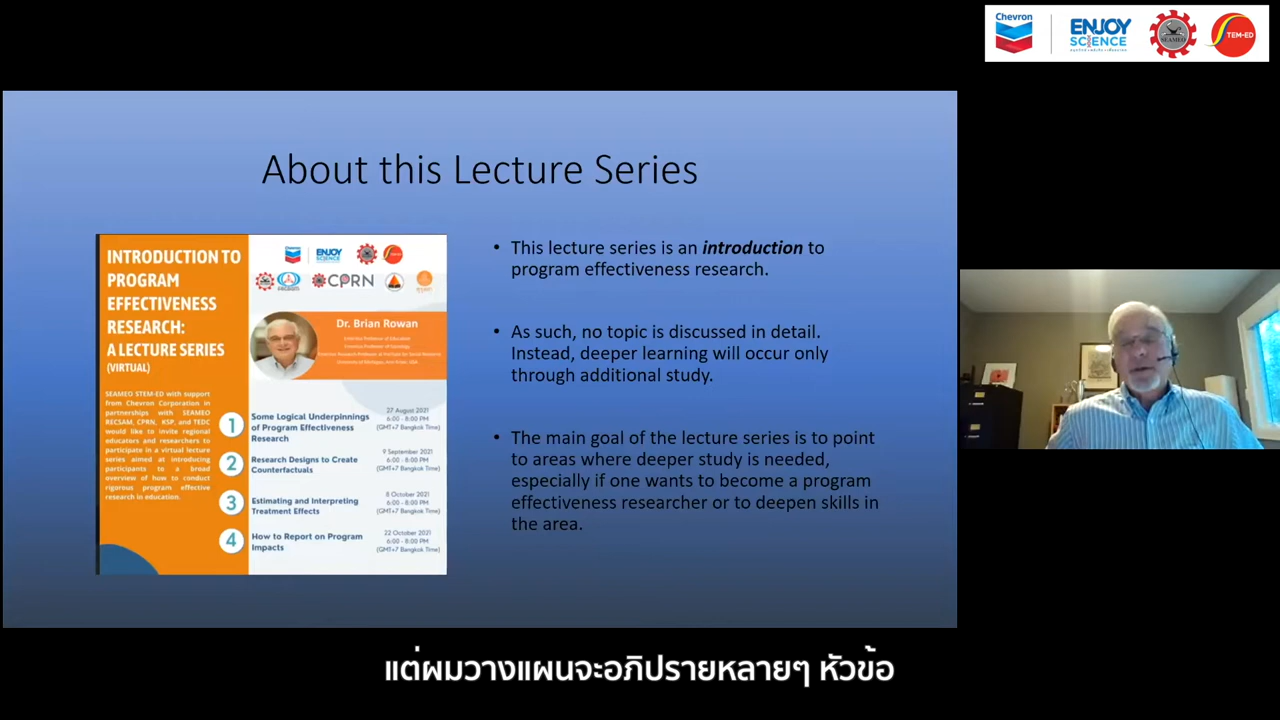 Chevron
ENJOY
SCIENCE
SEAMEO
STEM-ED
About this Lecture Series
INTRODUCTION TO
PROGRAM
EFFECTIVENESS
RESEARCH:
A LECTURE SERIES
(VIRTUAL)
SEAMEO STEM-ED with support
from Chevron Corporation in
partnerships with SEAMEO
RECSAM, CPRN, KSP, and TEDC
would like to invite regional
educators and researchers to
participate in a virtual lecture
series aimed at introducing
participants to a broad
overview of how to conduct
rigorous program effective
research in education.
Chevron
ENJOY
SCIENCE
CPRN
Dr. Brian Rowan
1
Some Logical Underpinnings
of Program Effectiveness
Research
27 August 2021
6:00 - 8:00 PM
(GMT+7 Bangkok Time)
2
Research Designs to Create
Counterfactuals
9 September 2021
6:00 - 8:00 PM
(GMT+7 Bangkok Time)
3
Estimating and Interpreting
Treatment Effects
8 October 2021
6:00 - 8:00 PM
(GMT+7 Bangkok Time)
4
How to Report on Program
Impacts
22 October 2021
6:00 - 8:00 PM
(GMT+7 Bangkok Time)
• This lecture series is an introduction to
program effectiveness research.
• As such, no topic is discussed in detail.
Instead, deeper learning will occur only
through additional study.
• The main goal of the lecture series is to point
to areas where deeper study is needed,
especially if one wants to become a program
effectiveness researcher or to deepen skills in
the area.
แต่ผมวางแผนจะอภิปรายหลายๆ หัวข้อ